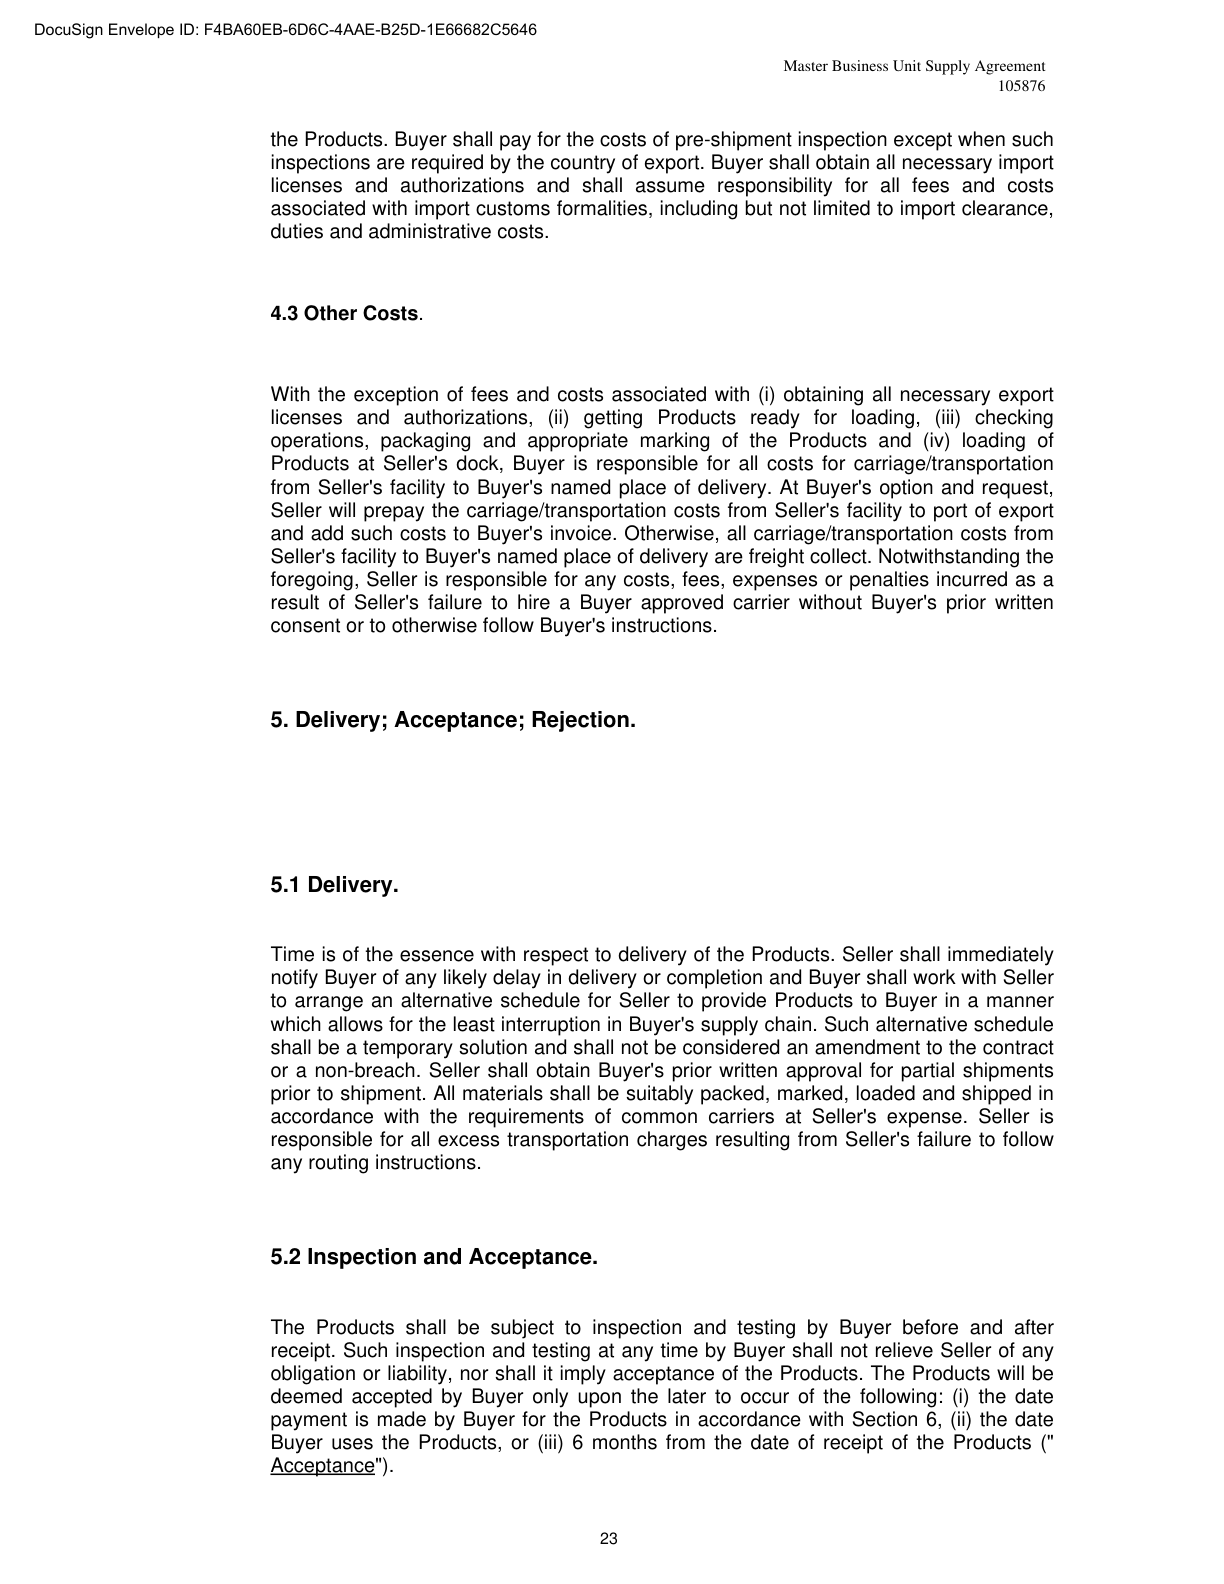 DocuSign Envelope ID: F4BA60EB-6D6C-4AAE-B25D-1E66682C5646
Master Business Unit Supply Agreement
105876
the Products. Buyer shall pay for the costs of pre-shipment inspection except when such
inspections are required by the country of export. Buyer shall obtain all necessary import
licenses and authorizations and shall assume responsibility for all fees and costs
associated with import customs formalities, including but not limited to import clearance,
duties and administrative costs.
4.3 Other Costs.
With the exception of fees and costs associated with (i) obtaining all necessary export
licenses and authorizations, (ii) getting Products ready for loading, (iii) checking
operations, packaging and appropriate marking of the Products and (iv) loading of
Products at Seller's dock, Buyer is responsible for all costs for carriage/transportation
from Seller's facility to Buyer's named place of delivery. At Buyer's option and request,
Seller will prepay the carriage/transportation costs from Seller's facility to port of export
and add such costs to Buyer's invoice. Otherwise, all carriage/transportation costs from
Seller's facility to Buyer's named place of delivery are freight collect. Notwithstanding the
foregoing, Seller is responsible for any costs, fees, expenses or penalties incurred as a
result of Seller's failure to hire a Buyer approved carrier without Buyer's prior written
consent or to otherwise follow Buyer's instructions.
5. Delivery; Acceptance; Rejection.
5.1 Delivery.
Time is of the essence with respect to delivery of the Products. Seller shall immediately
notify Buyer of any likely delay in delivery or completion and Buyer shall work with Seller
to arrange an alternative schedule for Seller to provide Products to Buyer in a manner
which allows for the least interruption in Buyer's supply chain. Such alternative schedule
shall be a temporary solution and shall not be considered an amendment to the contract
or a non-breach. Seller shall obtain Buyer's prior written approval for partial shipments
prior to shipment. All materials shall be suitably packed, marked, loaded and shipped in
accordance with the requirements of common carriers at Seller's expense. Seller is
responsible for all excess transportation charges resulting from Seller's failure to follow
any routing instructions.
5.2 Inspection and Acceptance.
The Products shall be subject to inspection and testing by Buyer before and after
receipt. Such inspection and testing at any time by Buyer shall not relieve Seller of any
obligation or liability, nor shall it imply acceptance of the Products. The Products will be
deemed accepted by Buyer only upon the later to occur of the following: (i) the date
payment is made by Buyer for the Products in accordance with Section 6, (ii) the date
Buyer uses the Products, or (iii) 6 months from the date of receipt of the Products ("
Acceptance").
23